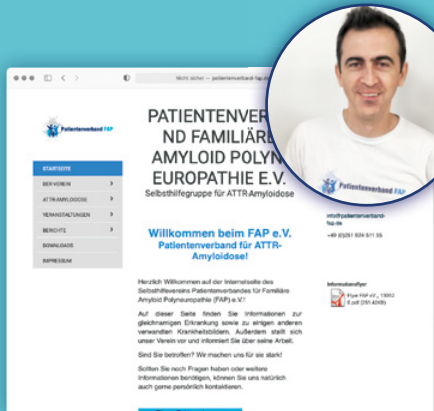 Nicht sicher — patientenverband-fap.de
Patientenverband FAP
STARTSEITE
DER VEREIN
ATTR-AMYLOIDOSE
VERANSTALTUNGEN
BERICHTE
DOWNLOADS
IMPRESSUM
PATIENTENVER
ND FAMILIÄRE
AMYLOID POLYN
EUROPATHIE E.V.
Selbsthilfegruppe für ATTR-Amyloidose
Willkommen beim FAP e.V.
Patientenverband für ATTR-
Amyloidose!
Herzlich Willkommen auf der Internetseite des
Selbsthilfevereins Patientenverbandes für Familiäre
Amyloid Polyneuropathie (FAP) e.V.!
Auf dieser Seite finden Sie Informationen zur
gleichnamigen Erkrankung sowie zu einigen anderen
verwandten Krankheitsbildern. Außerdem stellt sich
unser Verein vor und informiert Sie über seine Arbeit.
Sind Sie betroffen? Wir machen uns für sie stark!
Sollten Sie noch Fragen haben oder weitere
Informationen benötigen, können Sie uns natürlich
auch gerne persönlich kontaktieren.
Patientenverband FAP
info@patientenverband-
fap.de
Informationsflyer